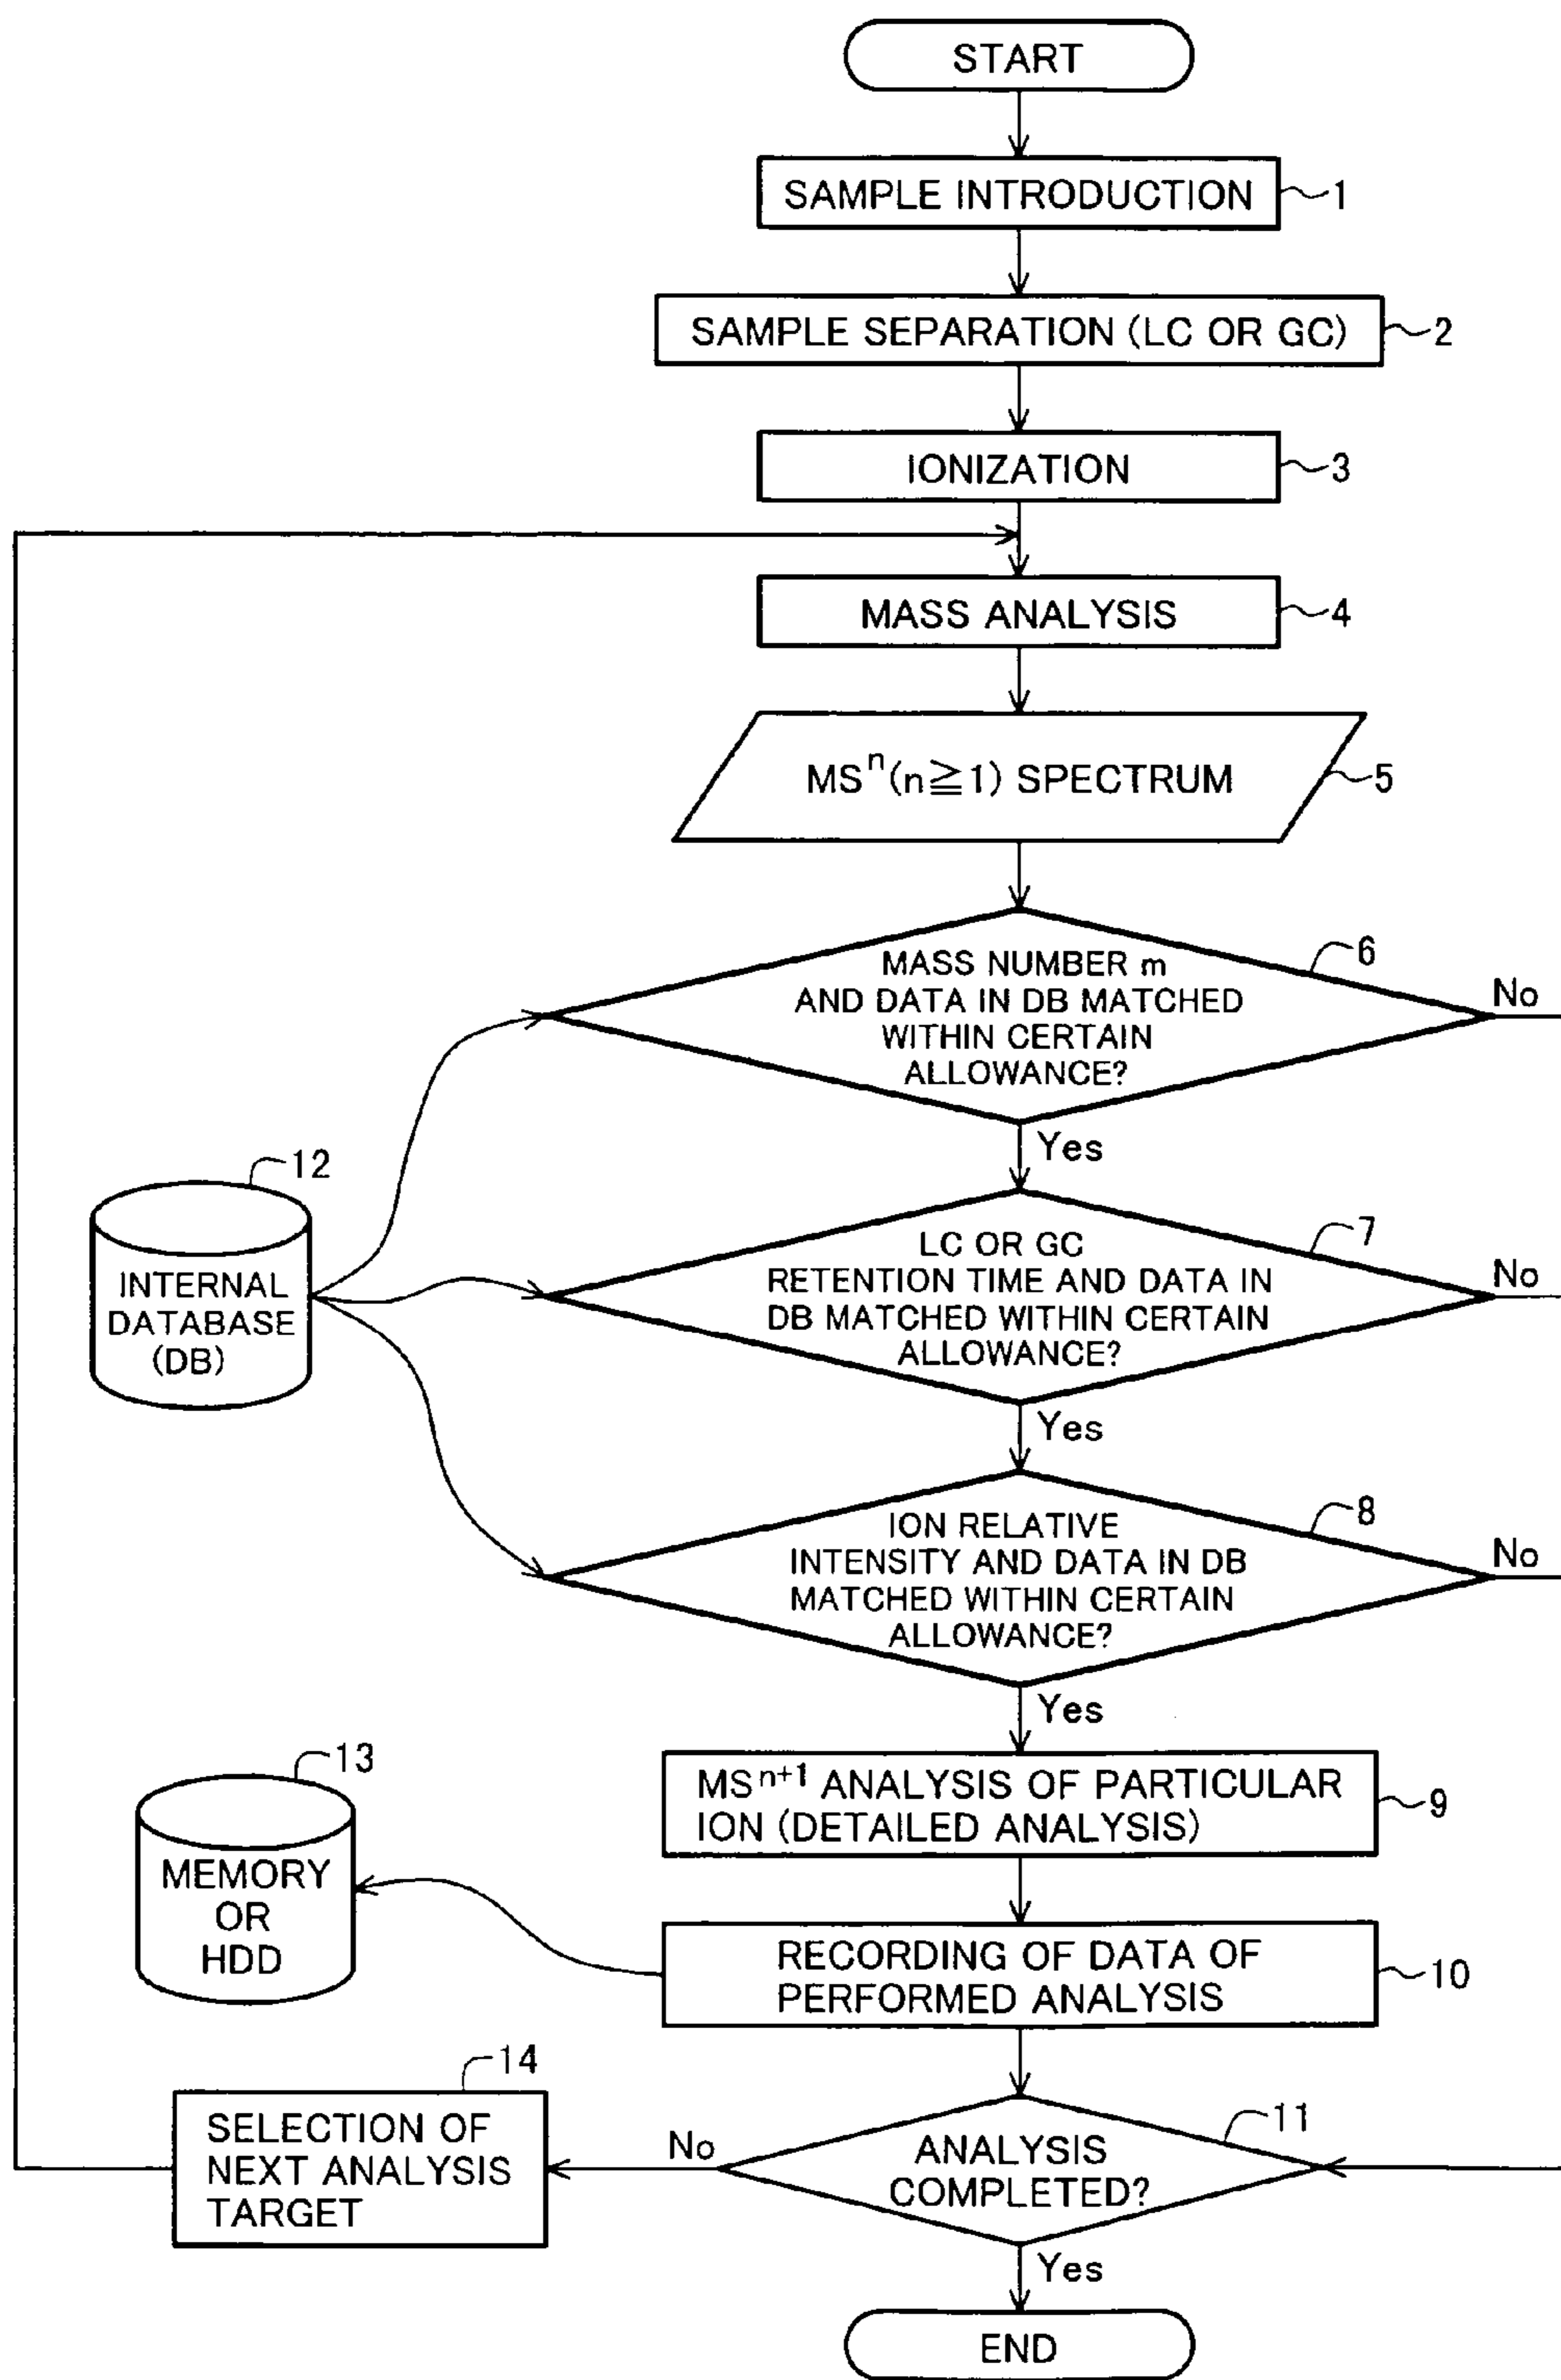 START
SAMPLE INTRODUCTION
1
SAMPLE SEPARATION (LC OR GC)
2
IONIZATION
3
MASS ANALYSIS
4
MSⁿ(n≧1) SPECTRUM
5
6
MASS NUMBER m
AND DATA IN DB MATCHED
WITHIN CERTAIN
ALLOWANCE?
No
Yes
12
INTERNAL
DATABASE
(DB)
7
LC OR GC
RETENTION TIME AND DATA IN
DB MATCHED WITHIN CERTAIN
ALLOWANCE?
No
Yes
8
ION RELATIVE
INTENSITY AND DATA IN DB
MATCHED WITHIN CERTAIN
ALLOWANCE?
No
Yes
MSⁿ⁺¹ ANALYSIS OF PARTICULAR
ION (DETAILED ANALYSIS)
9
13
MEMORY
OR
HDD
RECORDING OF DATA OF
PERFORMED ANALYSIS
10
11
ANALYSIS
COMPLETED?
No
14
SELECTION OF
NEXT ANALYSIS
TARGET
Yes
END